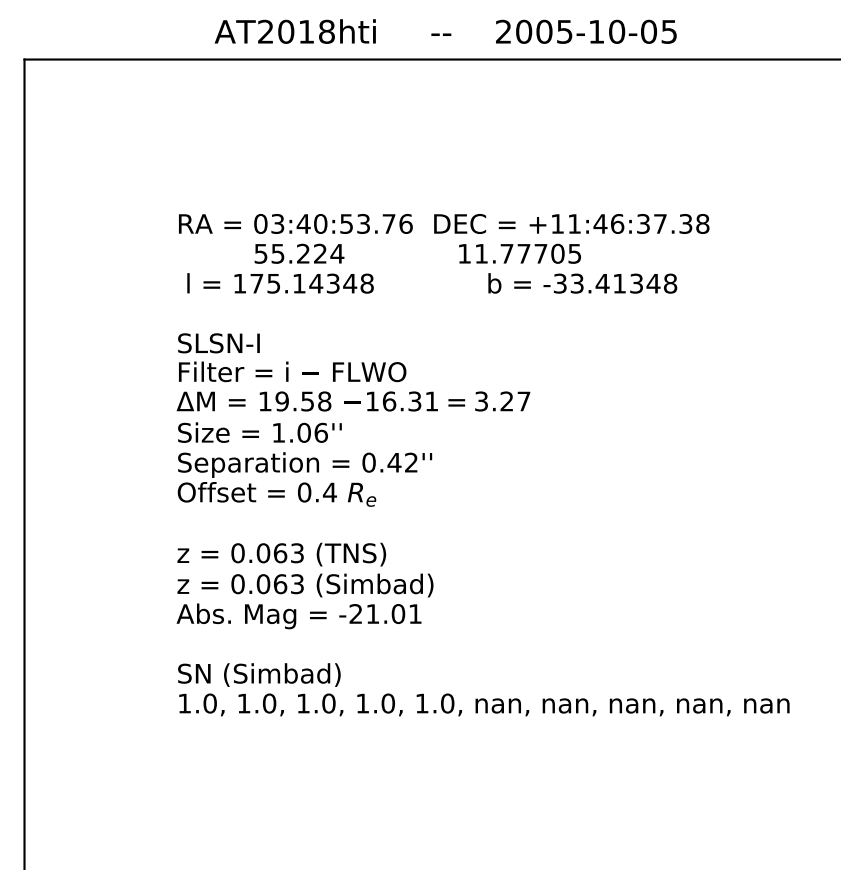 AT2018hti -- 2005-10-05
RA = 03:40:53.76 DEC = +11:46:37.38
55.224 11.77705
l = 175.14348 b = -33.41348
SLSN-I
Filter = i − FLWO
ΔM = 19.58 −16.31 = 3.27
Size = 1.06''
Separation = 0.42''
Offset = 0.4 Rₑ
z = 0.063 (TNS)
z = 0.063 (Simbad)
Abs. Mag = -21.01
SN (Simbad)
1.0, 1.0, 1.0, 1.0, 1.0, nan, nan, nan, nan, nan